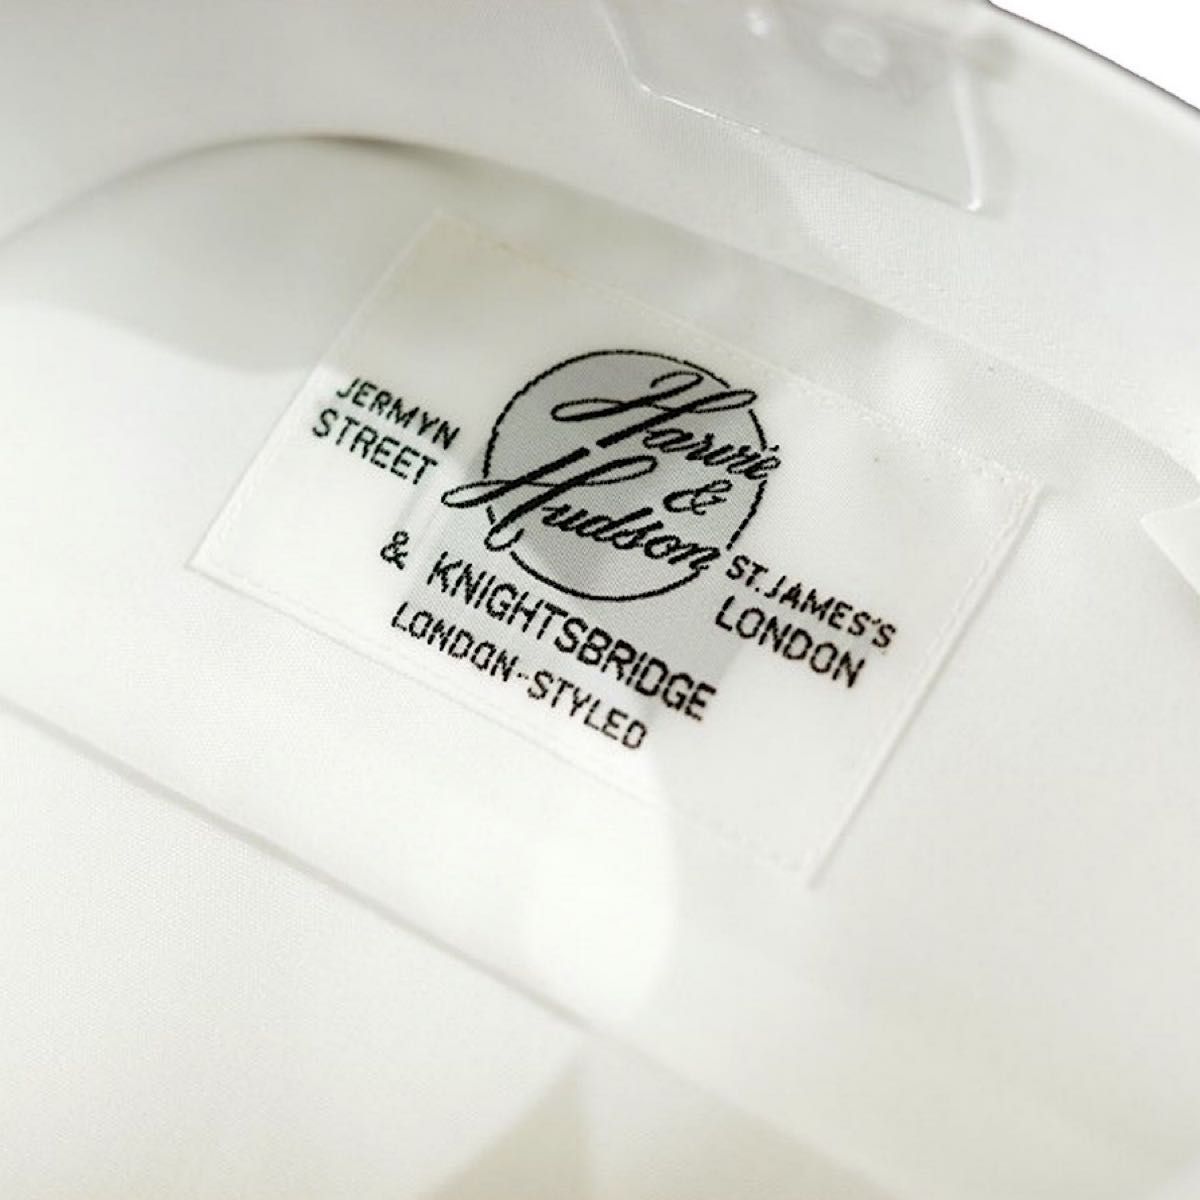 Harvie
&
Hudson
JERMYN
STREET
ST. JAMES'S
LONDON
& KNIGHTSBRIDGE
LONDON-STYLED